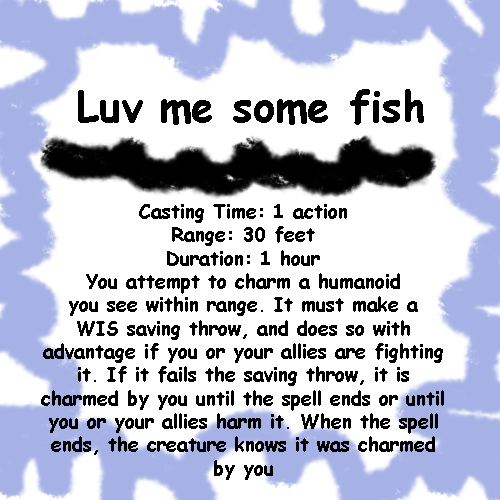 Luv me some fish
Casting Time: 1 action
Range: 30 feet
Duration: 1 hour
You attempt to charm a humanoid
you see within range. It must make a
WIS saving throw, and does so with
advantage if you or your allies are fighting
it. If it fails the saving throw, it is
charmed by you until the spell ends or until
you or your allies harm it. When the spell
ends, the creature knows it was charmed
by you